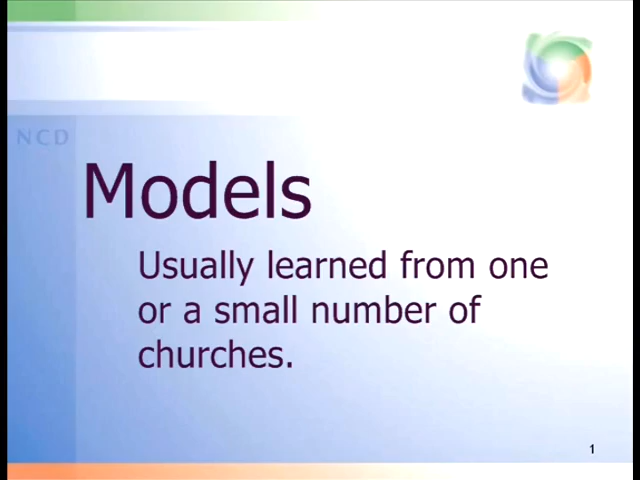 NCD
Models
Usually learned from one
or a small number of
churches.
1